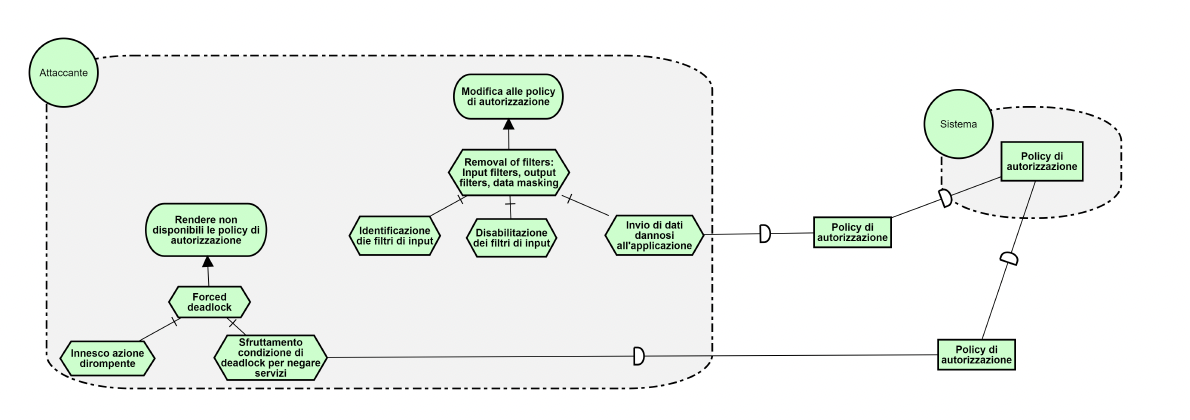 Attaccante
Modifica alle policy
di autorizzazione
Sistema
Policy di
autorizzazione
Removal of filters:
Input filters, output
filters, data masking
Rendere non
disponibili le policy di
autorizzazione
Identificazione
die filtri di input
Disabilitazione
dei filtri di input
Invio di dati
dannosi
all'applicazione
Policy di
autorizzazione
Forced
deadlock
Innesco azione
dirompente
Sfruttamento
condizione di
deadlock per negare
servizi
Policy di
autorizzazione